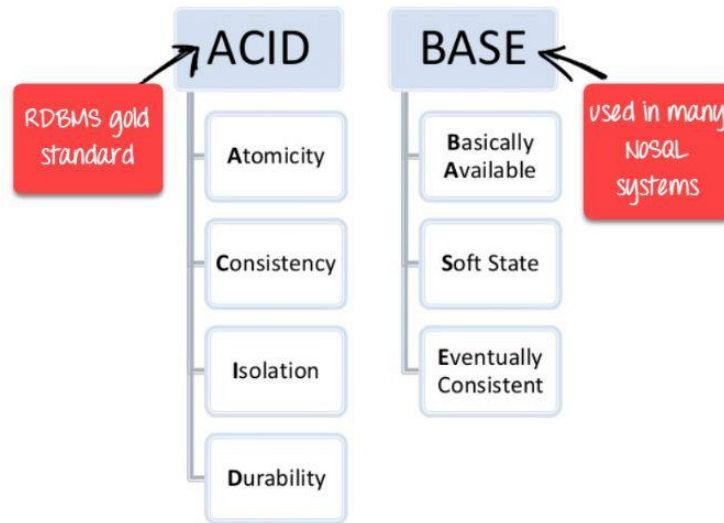 ACID
BASE
RDBMS gold
standard
used in many
NoSQL
systems
Atomicity
Basically
Available
Consistency
Soft State
Isolation
Eventually
Consistent
Durability